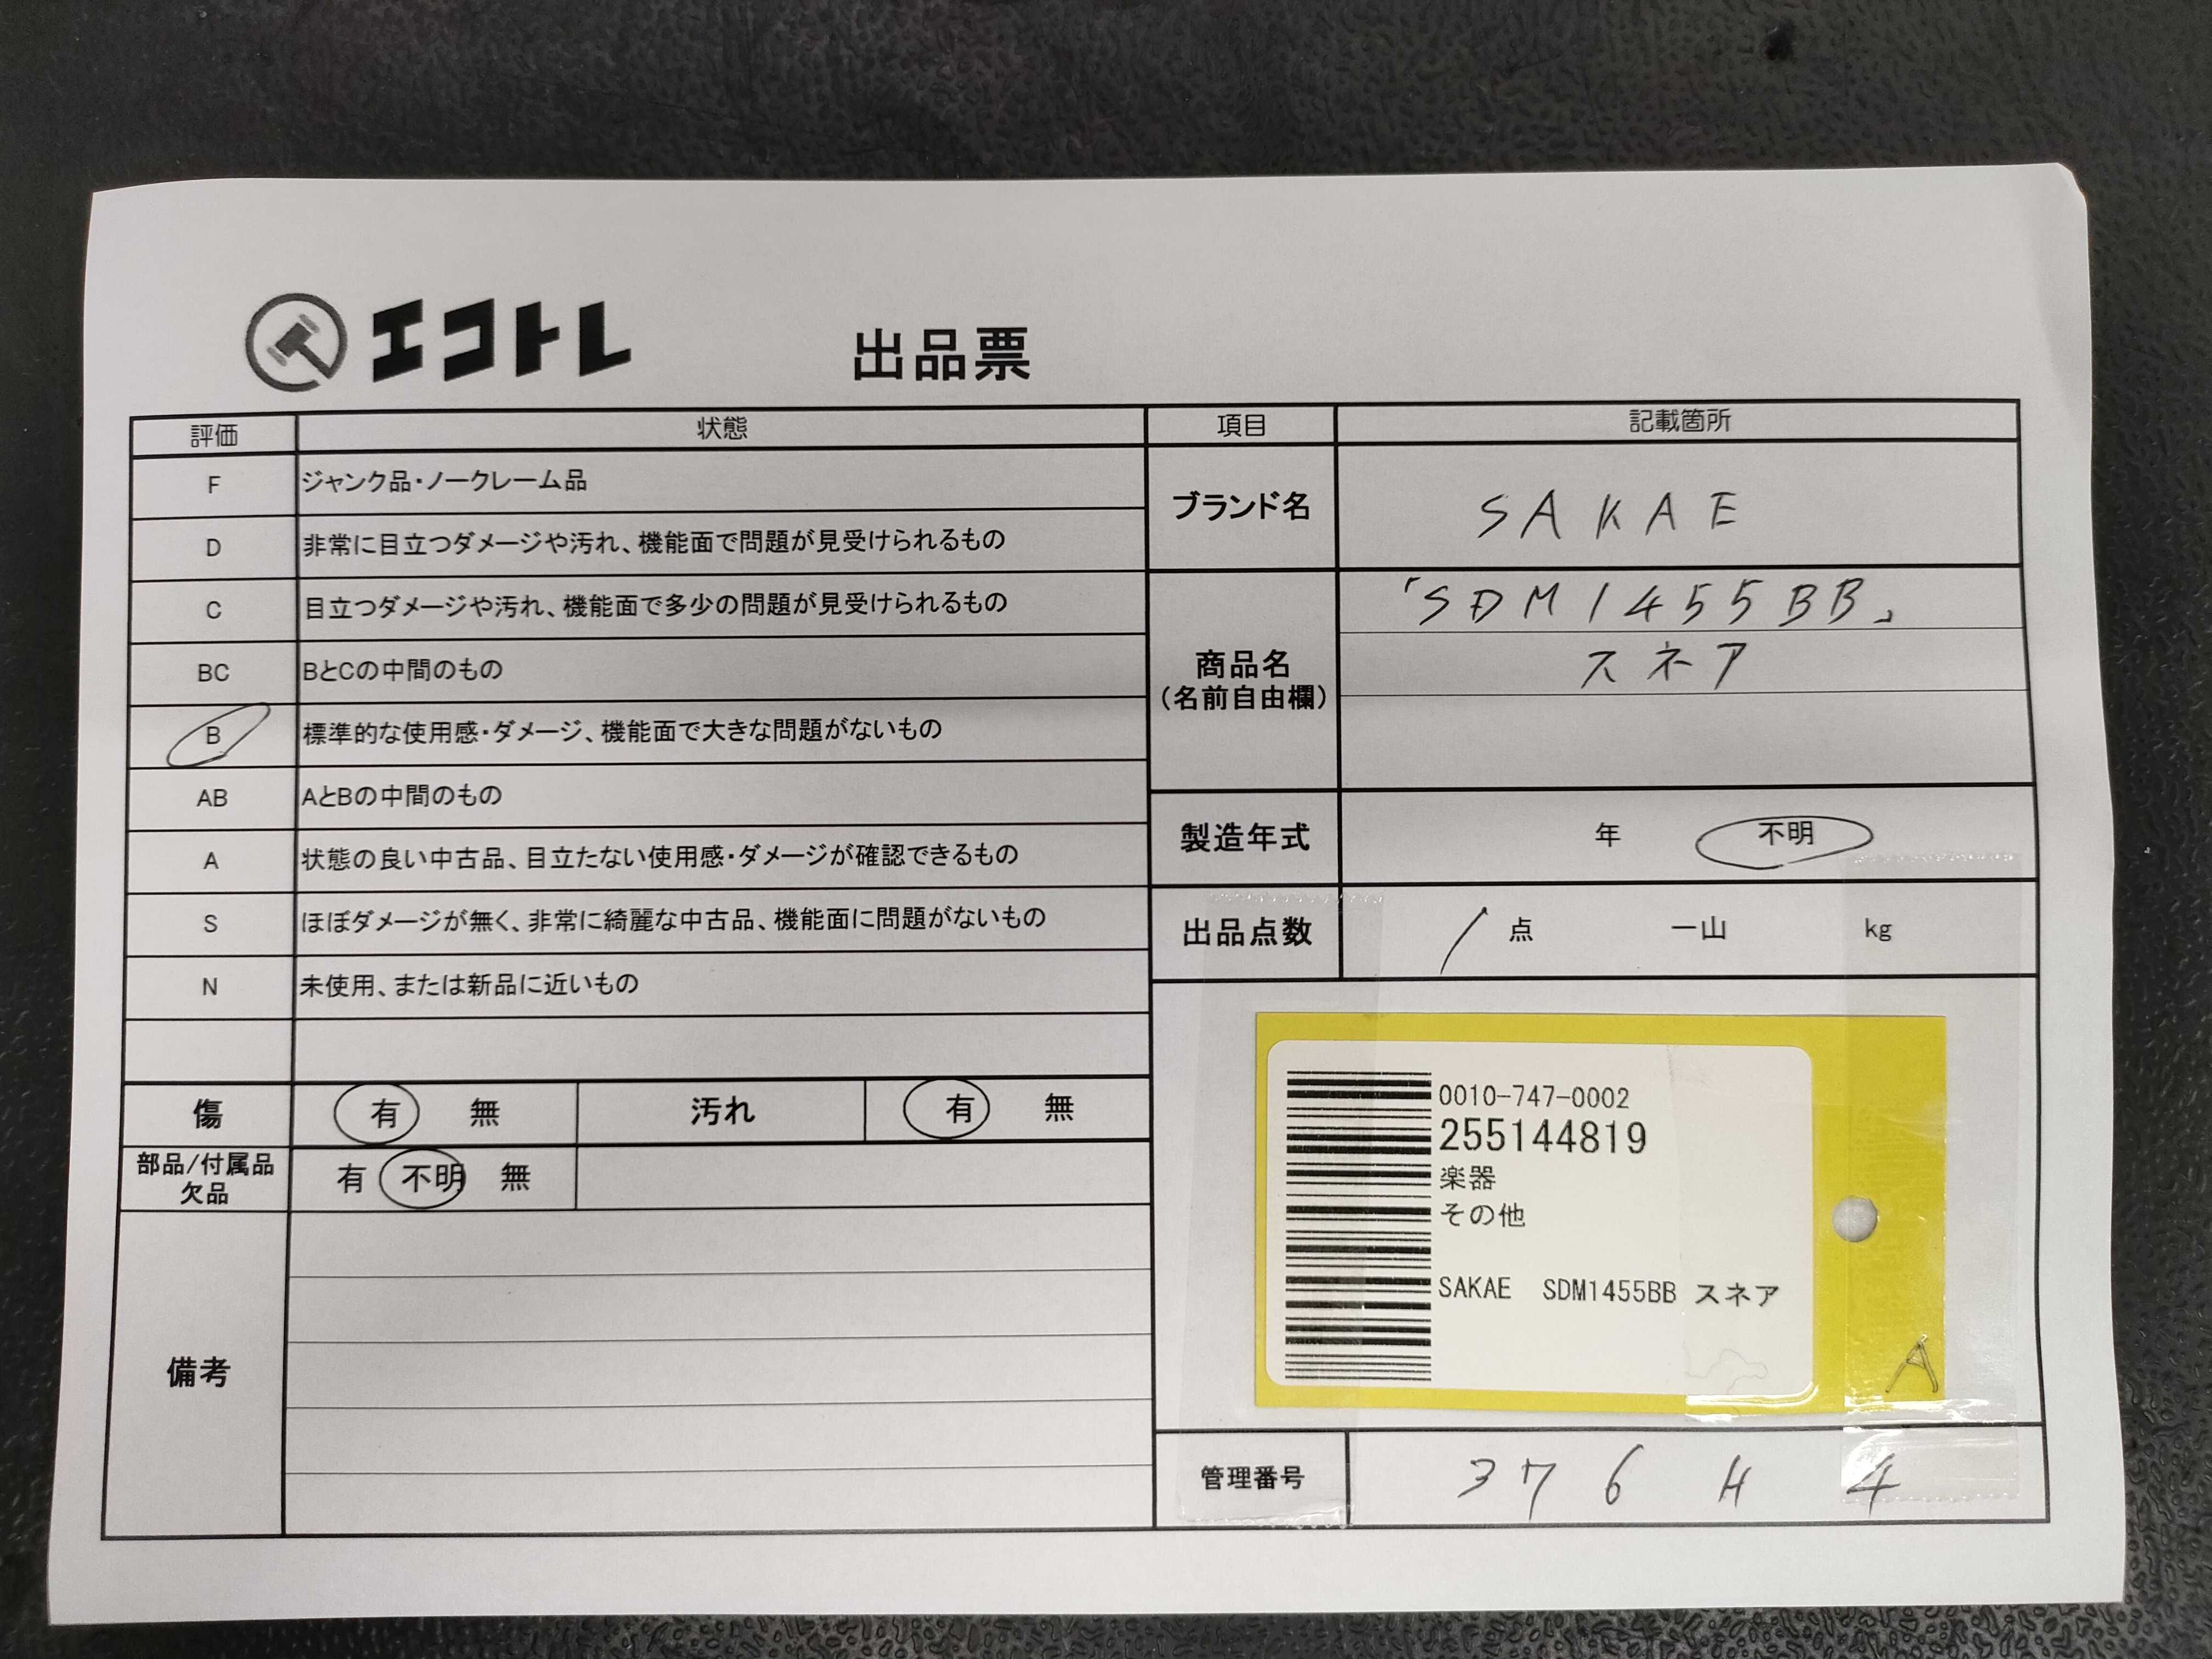 エコトレ
出品票
評価 状態
F ジャンク品・ノークレーム品
D 非常に目立つダメージや汚れ、機能面で問題が見受けられるもの
C 目立つダメージや汚れ、機能面で多少の問題が見受けられるもの
BC BとCの中間のもの
B 標準的な使用感・ダメージ、機能面で大きな問題がないもの
AB AとBの中間のもの
A 状態の良い中古品、目立たない使用感・ダメージが確認できるもの
S ほぼダメージが無く、非常に綺麗な中古品、機能面に問題がないもの
N 未使用、または新品に近いもの
傷 有 無 汚れ 有 無
部品/付属品
欠品
有 不明 無
備考
項目 記載箇所
ブランド名 SAKAE
商品名
(名前自由欄)
「SDM1455BB」
スネア
製造年式 年 不明
出品点数 1 点 一山 kg
0010-747-0002
255144819
楽器
その他
SAKAE SDM1455BB スネア
A
管理番号 376 H 4